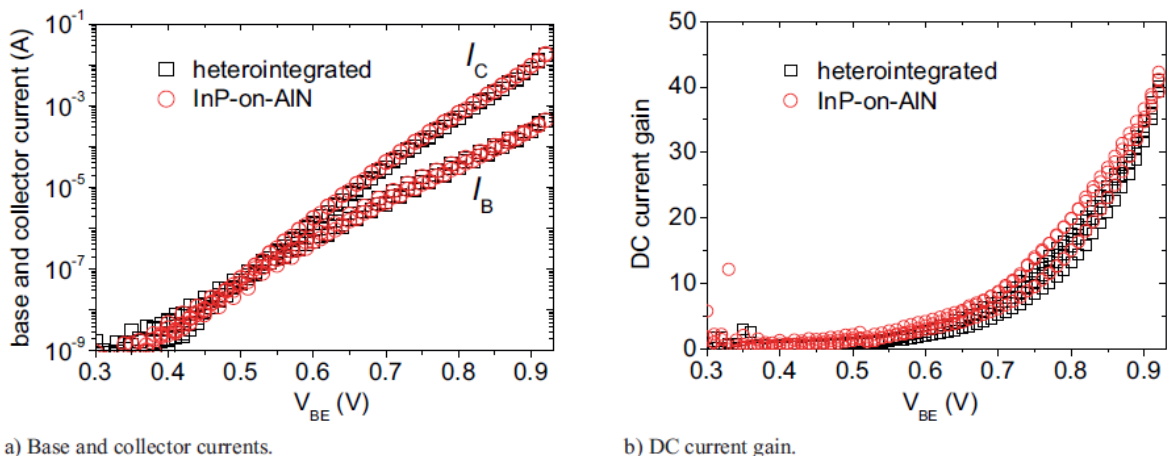 10⁻¹
10⁻³
10⁻⁵
10⁻⁷
10⁻⁹
base and collector current (A)
heterointegrated
InP-on-AlN
I_C
I_B
0.3 0.4 0.5 0.6 0.7 0.8 0.9
V_BE (V)
a) Base and collector currents.
50
40
30
20
10
0
DC current gain
heterointegrated
InP-on-AlN
0.3 0.4 0.5 0.6 0.7 0.8 0.9
V_BE (V)
b) DC current gain.